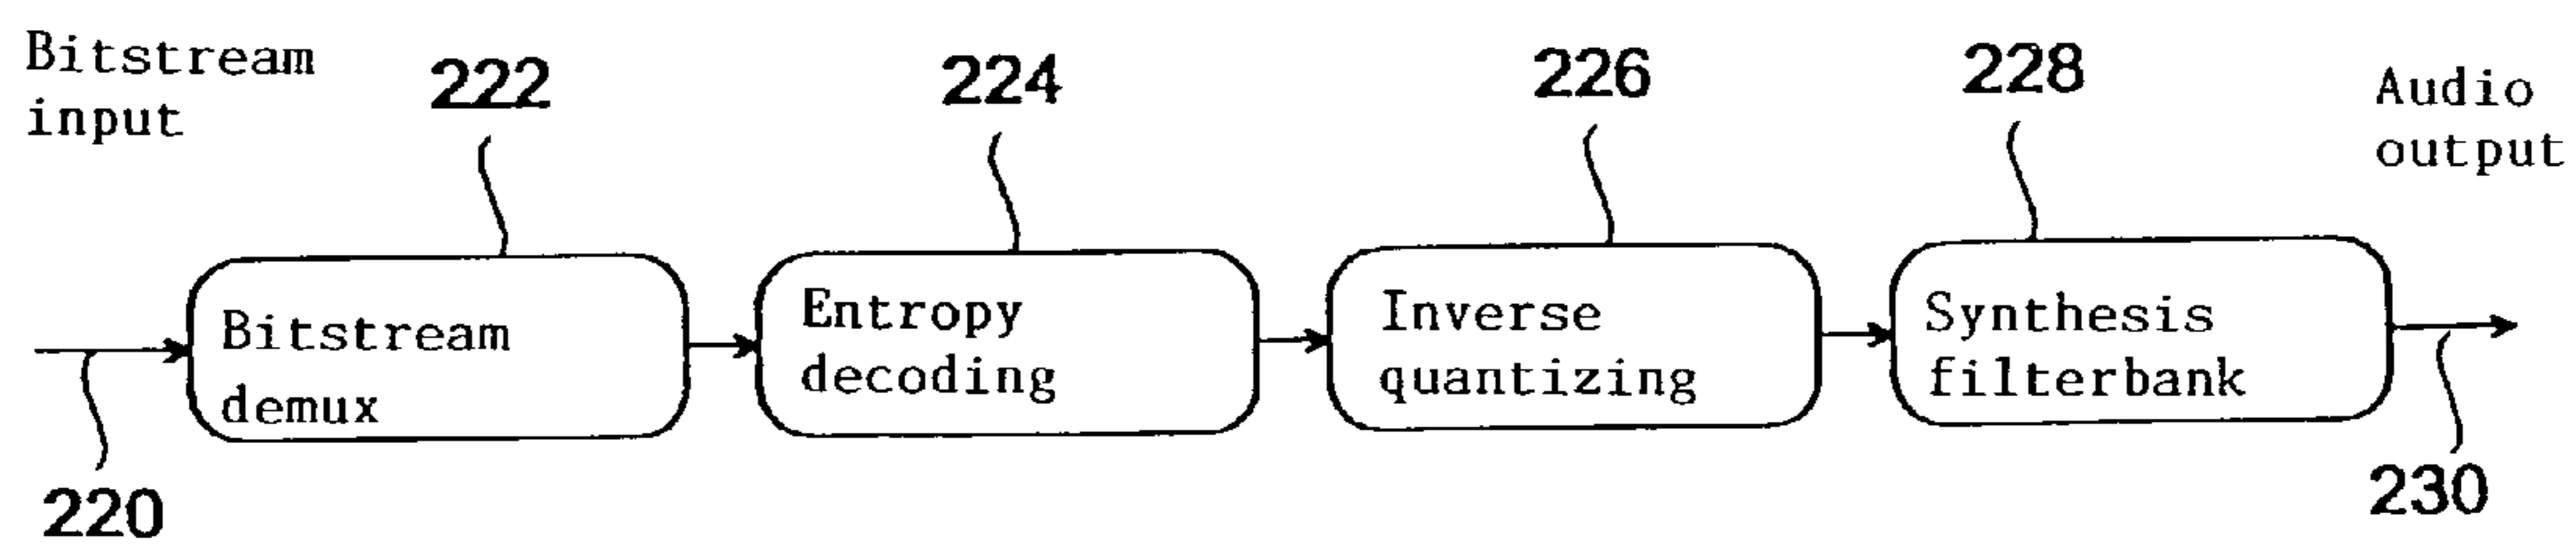 Bitstream
input
222
224
226
228
Audio
output
Bitstream
demux
Entropy
decoding
Inverse
quantizing
Synthesis
filterbank
220
230